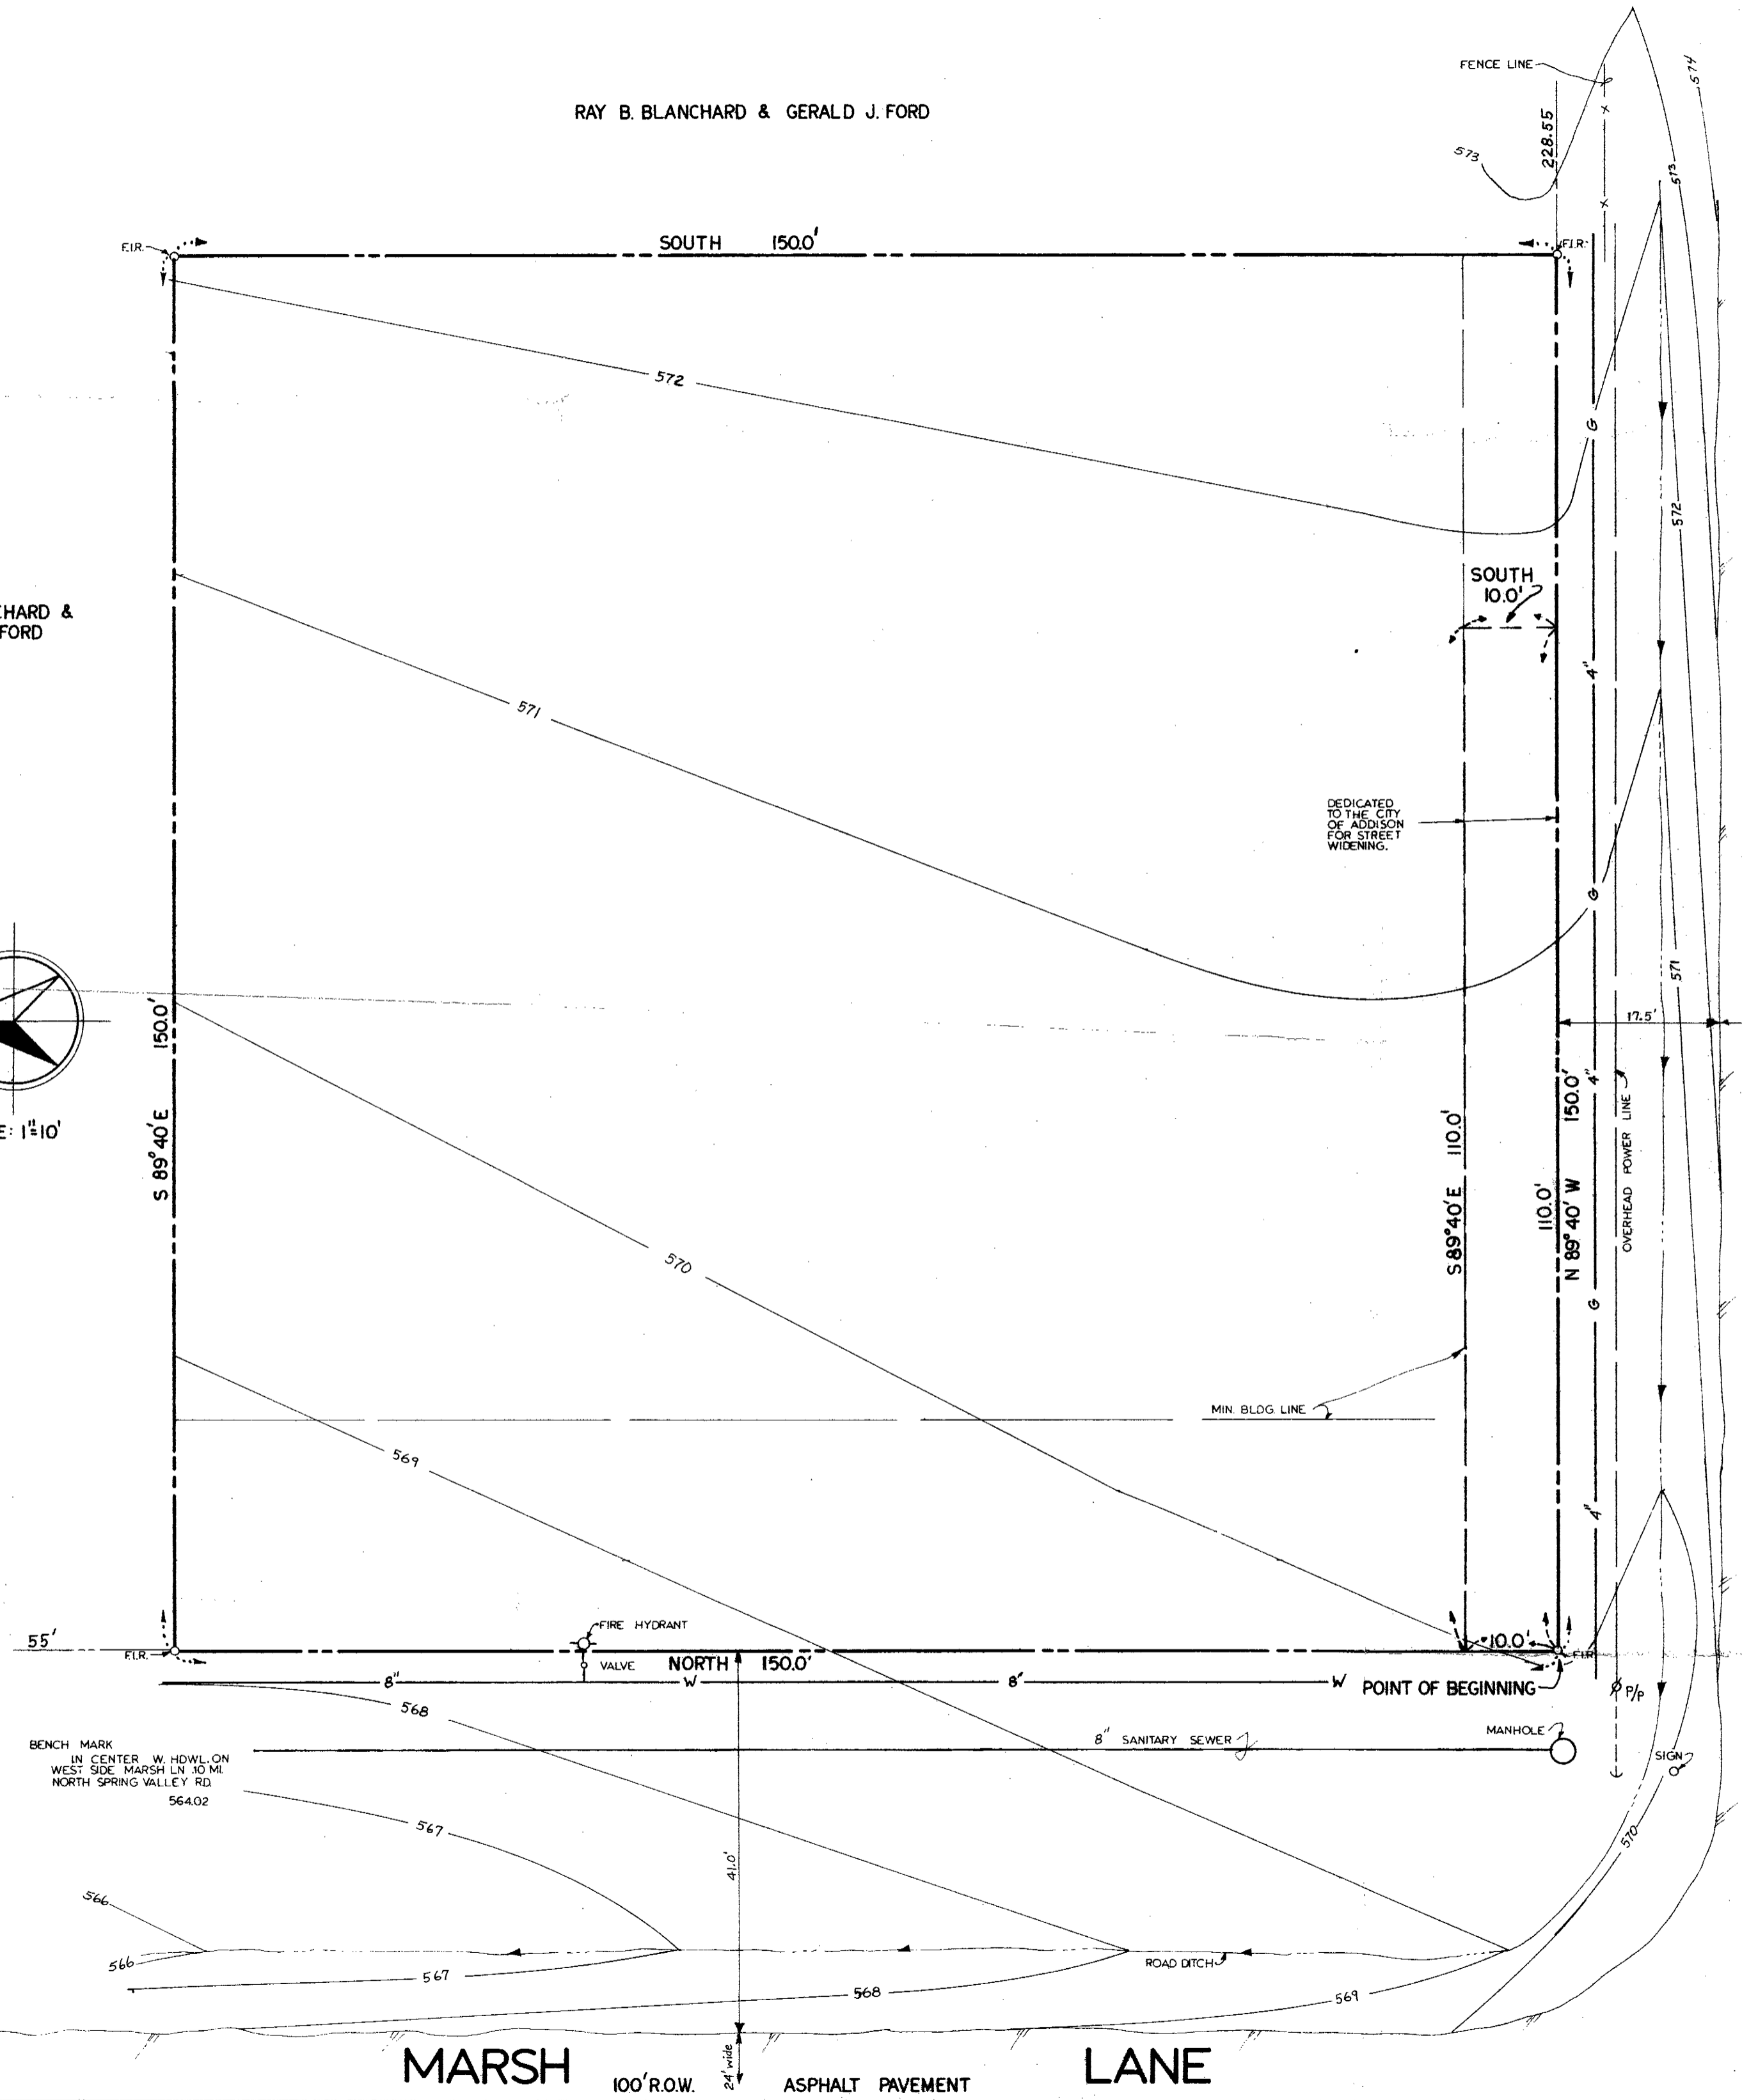 FENCE LINE
574
RAY B. BLANCHARD & GERALD J. FORD
228.55
573
573
F.I.R.
SOUTH 150.0'
F.I.R.
572
G
572
SOUTH
10.0'
CHARD &
FORD
4"
571
DEDICATED
TO THE CITY
OF ADDISON
FOR STREET
WIDENING.
G
571
17.5'
S 89° 40' E 150.0'
E: 1"=10'
S 89° 40' E 110.0'
110.0'
N 89° 40' W 150.0'
4"
OVERHEAD POWER LINE
570
G
MIN. BLDG. LINE
569
4"
55'
F.I.R.
FIRE HYDRANT
VALVE
NORTH 150.0'
10.0'
F.I.R.
8"
W
8'
W
POINT OF BEGINNING
P/P
568
BENCH MARK
IN CENTER W. HDWL. ON
WEST SIDE MARSH LN .10 MI.
NORTH SPRING VALLEY RD.
564.02
8" SANITARY SEWER
MANHOLE
SIGN
567
41.0'
570
566
566
567
ROAD DITCH
568
569
MARSH LANE
100' R.O.W.
24' wide
ASPHALT PAVEMENT